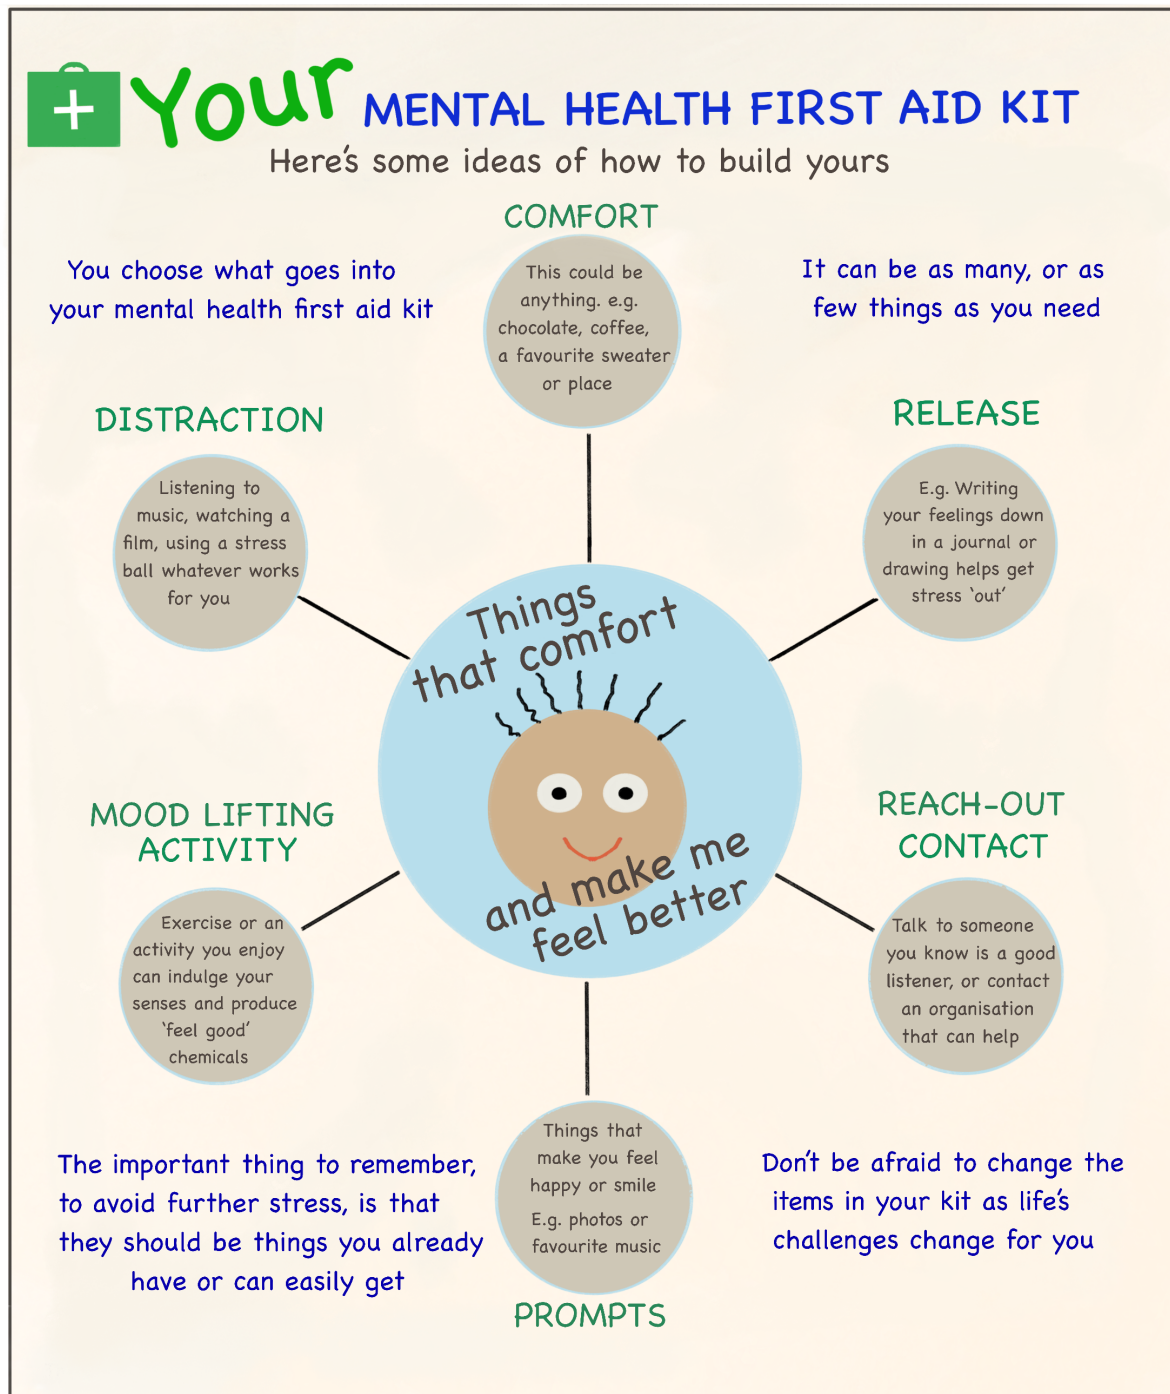 Your MENTAL HEALTH FIRST AID KIT
Here's some ideas of how to build yours
COMFORT
This could be
anything. e.g.
chocolate, coffee,
a favourite sweater
or place
You choose what goes into
your mental health first aid kit
It can be as many, or as
few things as you need
DISTRACTION
Listening to
music, watching a
film, using a stress
ball whatever works
for you
RELEASE
E.g. Writing
your feelings down
in a journal or
drawing helps get
stress 'out'
Things
that comfort
and make me
feel better
MOOD LIFTING
ACTIVITY
Exercise or an
activity you enjoy
can indulge your
senses and produce
'feel good'
chemicals
REACH-OUT
CONTACT
Talk to someone
you know is a good
listener, or contact
an organisation
that can help
The important thing to remember,
to avoid further stress, is that
they should be things you already
have or can easily get
Things that
make you feel
happy or smile
E.g. photos or
favourite music
PROMPTS
Don't be afraid to change the
items in your kit as life's
challenges change for you